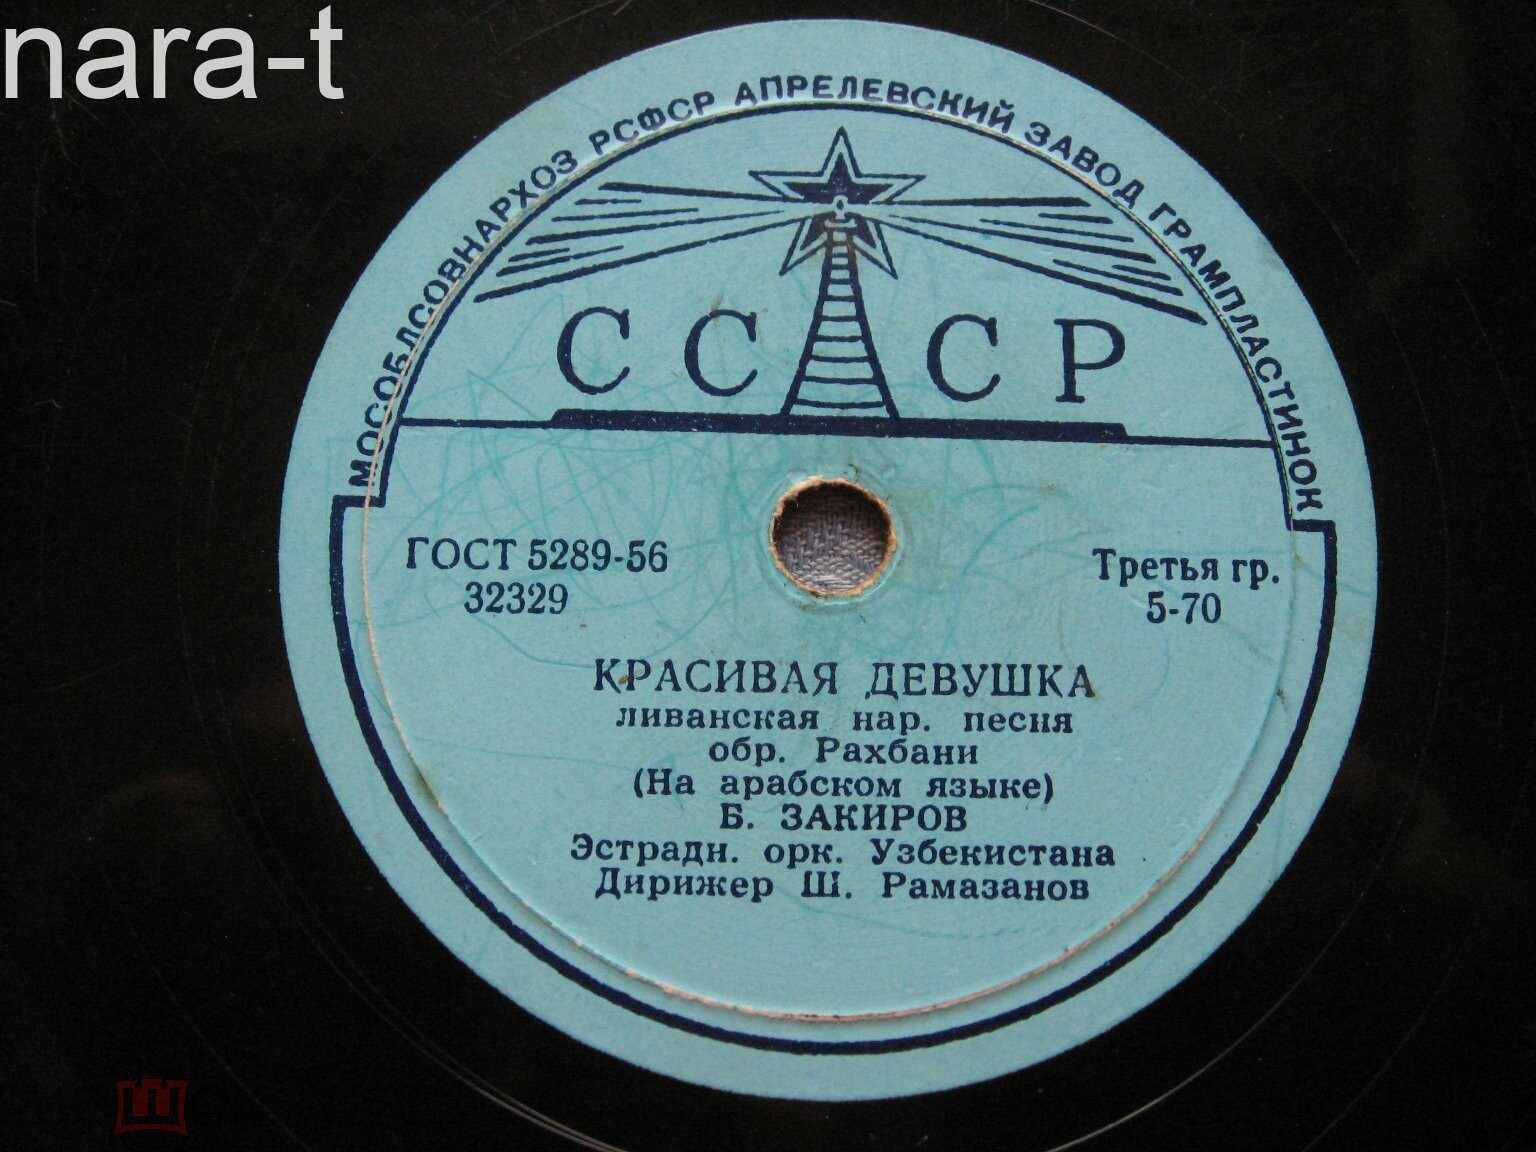 nara-t
МОСОБЛСОВНАРХОЗ РСФСР АПРЕЛЕВСКИЙ ЗАВОД ГРАМПЛАСТИНОК
СССР
ГОСТ 5289-56
32329
Третья гр.
5-70
КРАСИВАЯ ДЕВУШКА
ливанская нар. песня
обр. Рахбани
(На арабском языке)
Б. ЗАКИРОВ
Эстрадн. орк. Узбекистана
Дирижер Ш. Рамазанов